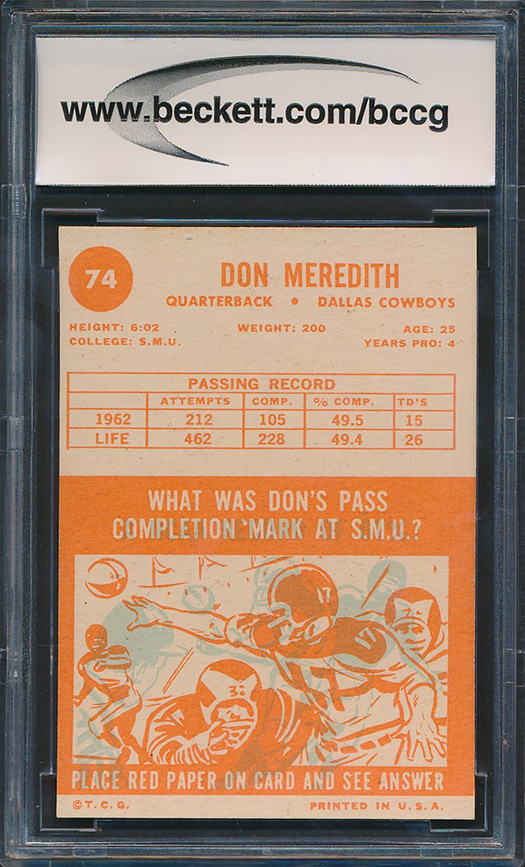 www.beckett.com/bccg
74
DON MEREDITH
QUARTERBACK • DALLAS COWBOYS
HEIGHT: 6:02 WEIGHT: 200 AGE: 25
COLLEGE: S.M.U. YEARS PRO: 4
PASSING RECORD
ATTEMPTS COMP. % COMP. TD'S
1962 212 105 49.5 15
LIFE 462 228 49.4 26
WHAT WAS DON'S PASS
COMPLETION MARK AT S.M.U.?
17
17
33
PLACE RED PAPER ON CARD AND SEE ANSWER
©T.C.G. PRINTED IN U.S.A.